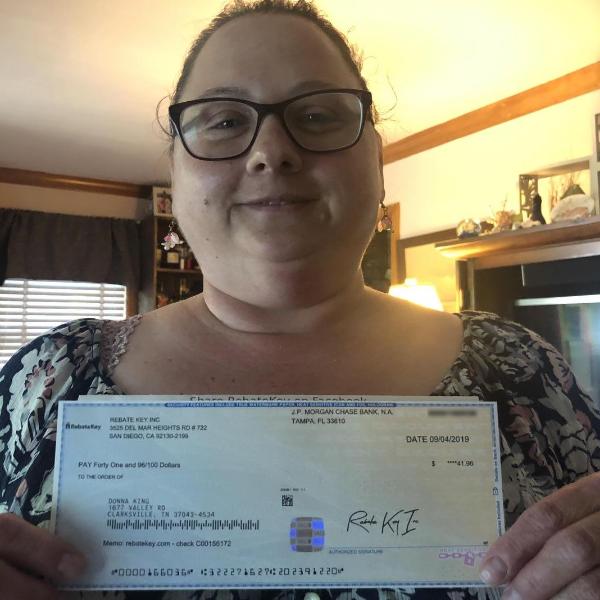 Share RebateKey on Facebook
RebateKey
REBATE KEY INC
3525 DEL MAR HEIGHTS RD # 722
SAN DIEGO, CA 92130-2199
J.P. MORGAN CHASE BANK, N.A.
TAMPA, FL 33610
DATE 09/04/2019
PAY Forty One and 96/100 Dollars
$ ****41.96
TO THE ORDER OF
DONNA KING
1677 VALLEY RD
CLARKSVILLE, TN 37043-4534
Rebate Key Inc
Memo: rebatekey.com - check C00156172
AUTHORIZED SIGNATURE